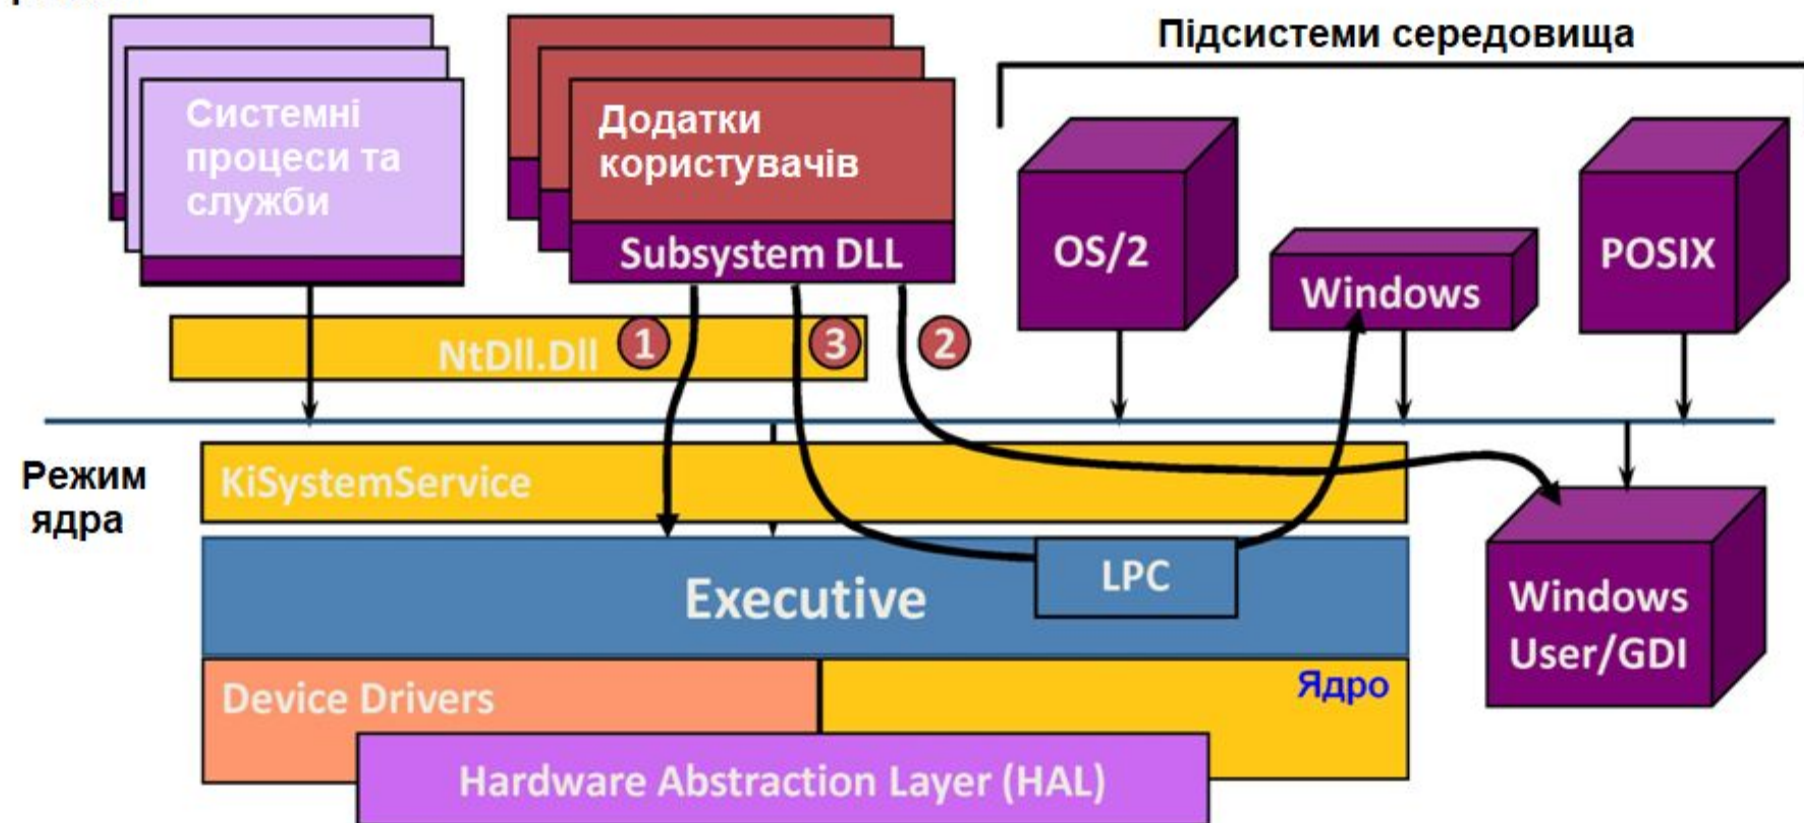 Підсистеми середовища
Системні
процеси та
служби
Додатки
користувачів
Subsystem DLL
OS/2
Windows
POSIX
NtDll.Dll
1
3
2
Режим
ядра
KiSystemService
Executive
LPC
Windows
User/GDI
Device Drivers
Ядро
Hardware Abstraction Layer (HAL)